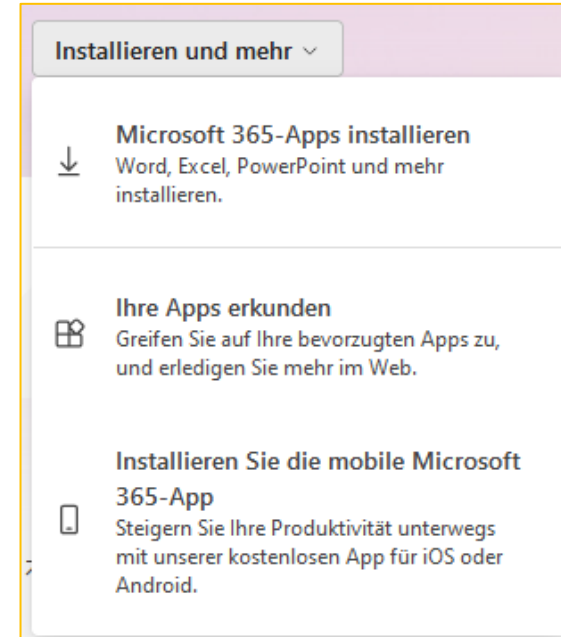 Installieren und mehr
Microsoft 365-Apps installieren
Word, Excel, PowerPoint und mehr
installieren.
Ihre Apps erkunden
Greifen Sie auf Ihre bevorzugten Apps zu,
und erledigen Sie mehr im Web.
Installieren Sie die mobile Microsoft
365-App
Steigern Sie Ihre Produktivität unterwegs
mit unserer kostenlosen App für iOS oder
Android.